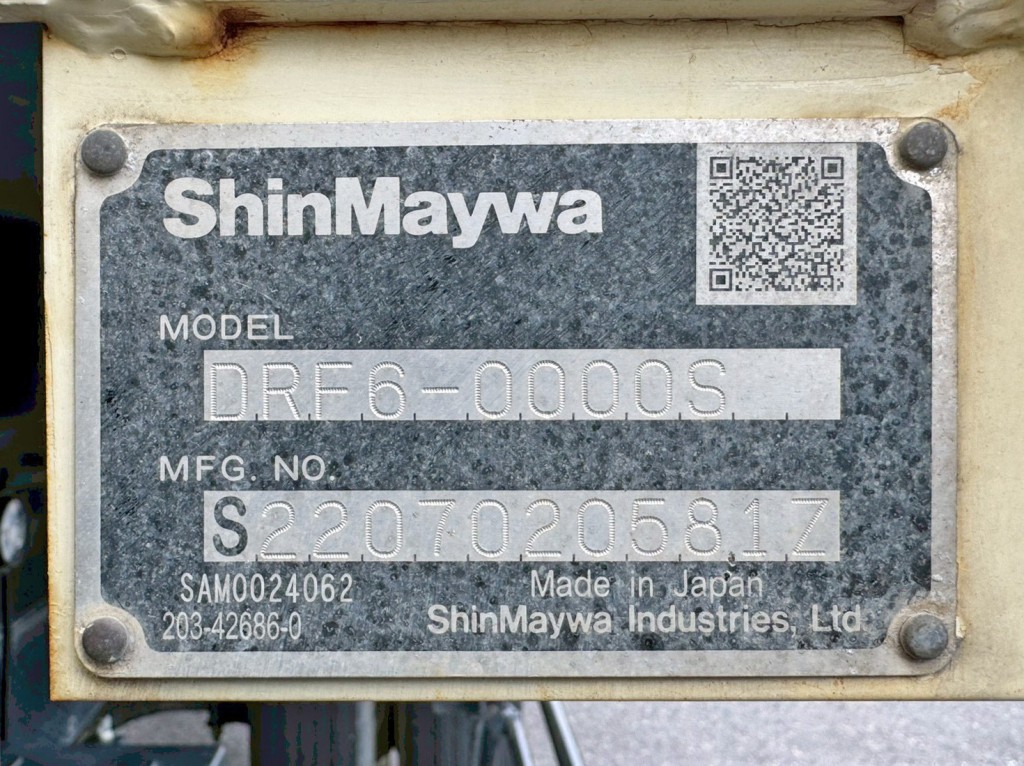 ShinMaywa
MODEL
DRF6-0000S
MFG. NO.
S2207020581Z
SAM0024062
203-42686-0
Made in Japan
ShinMaywa Industries, Ltd.